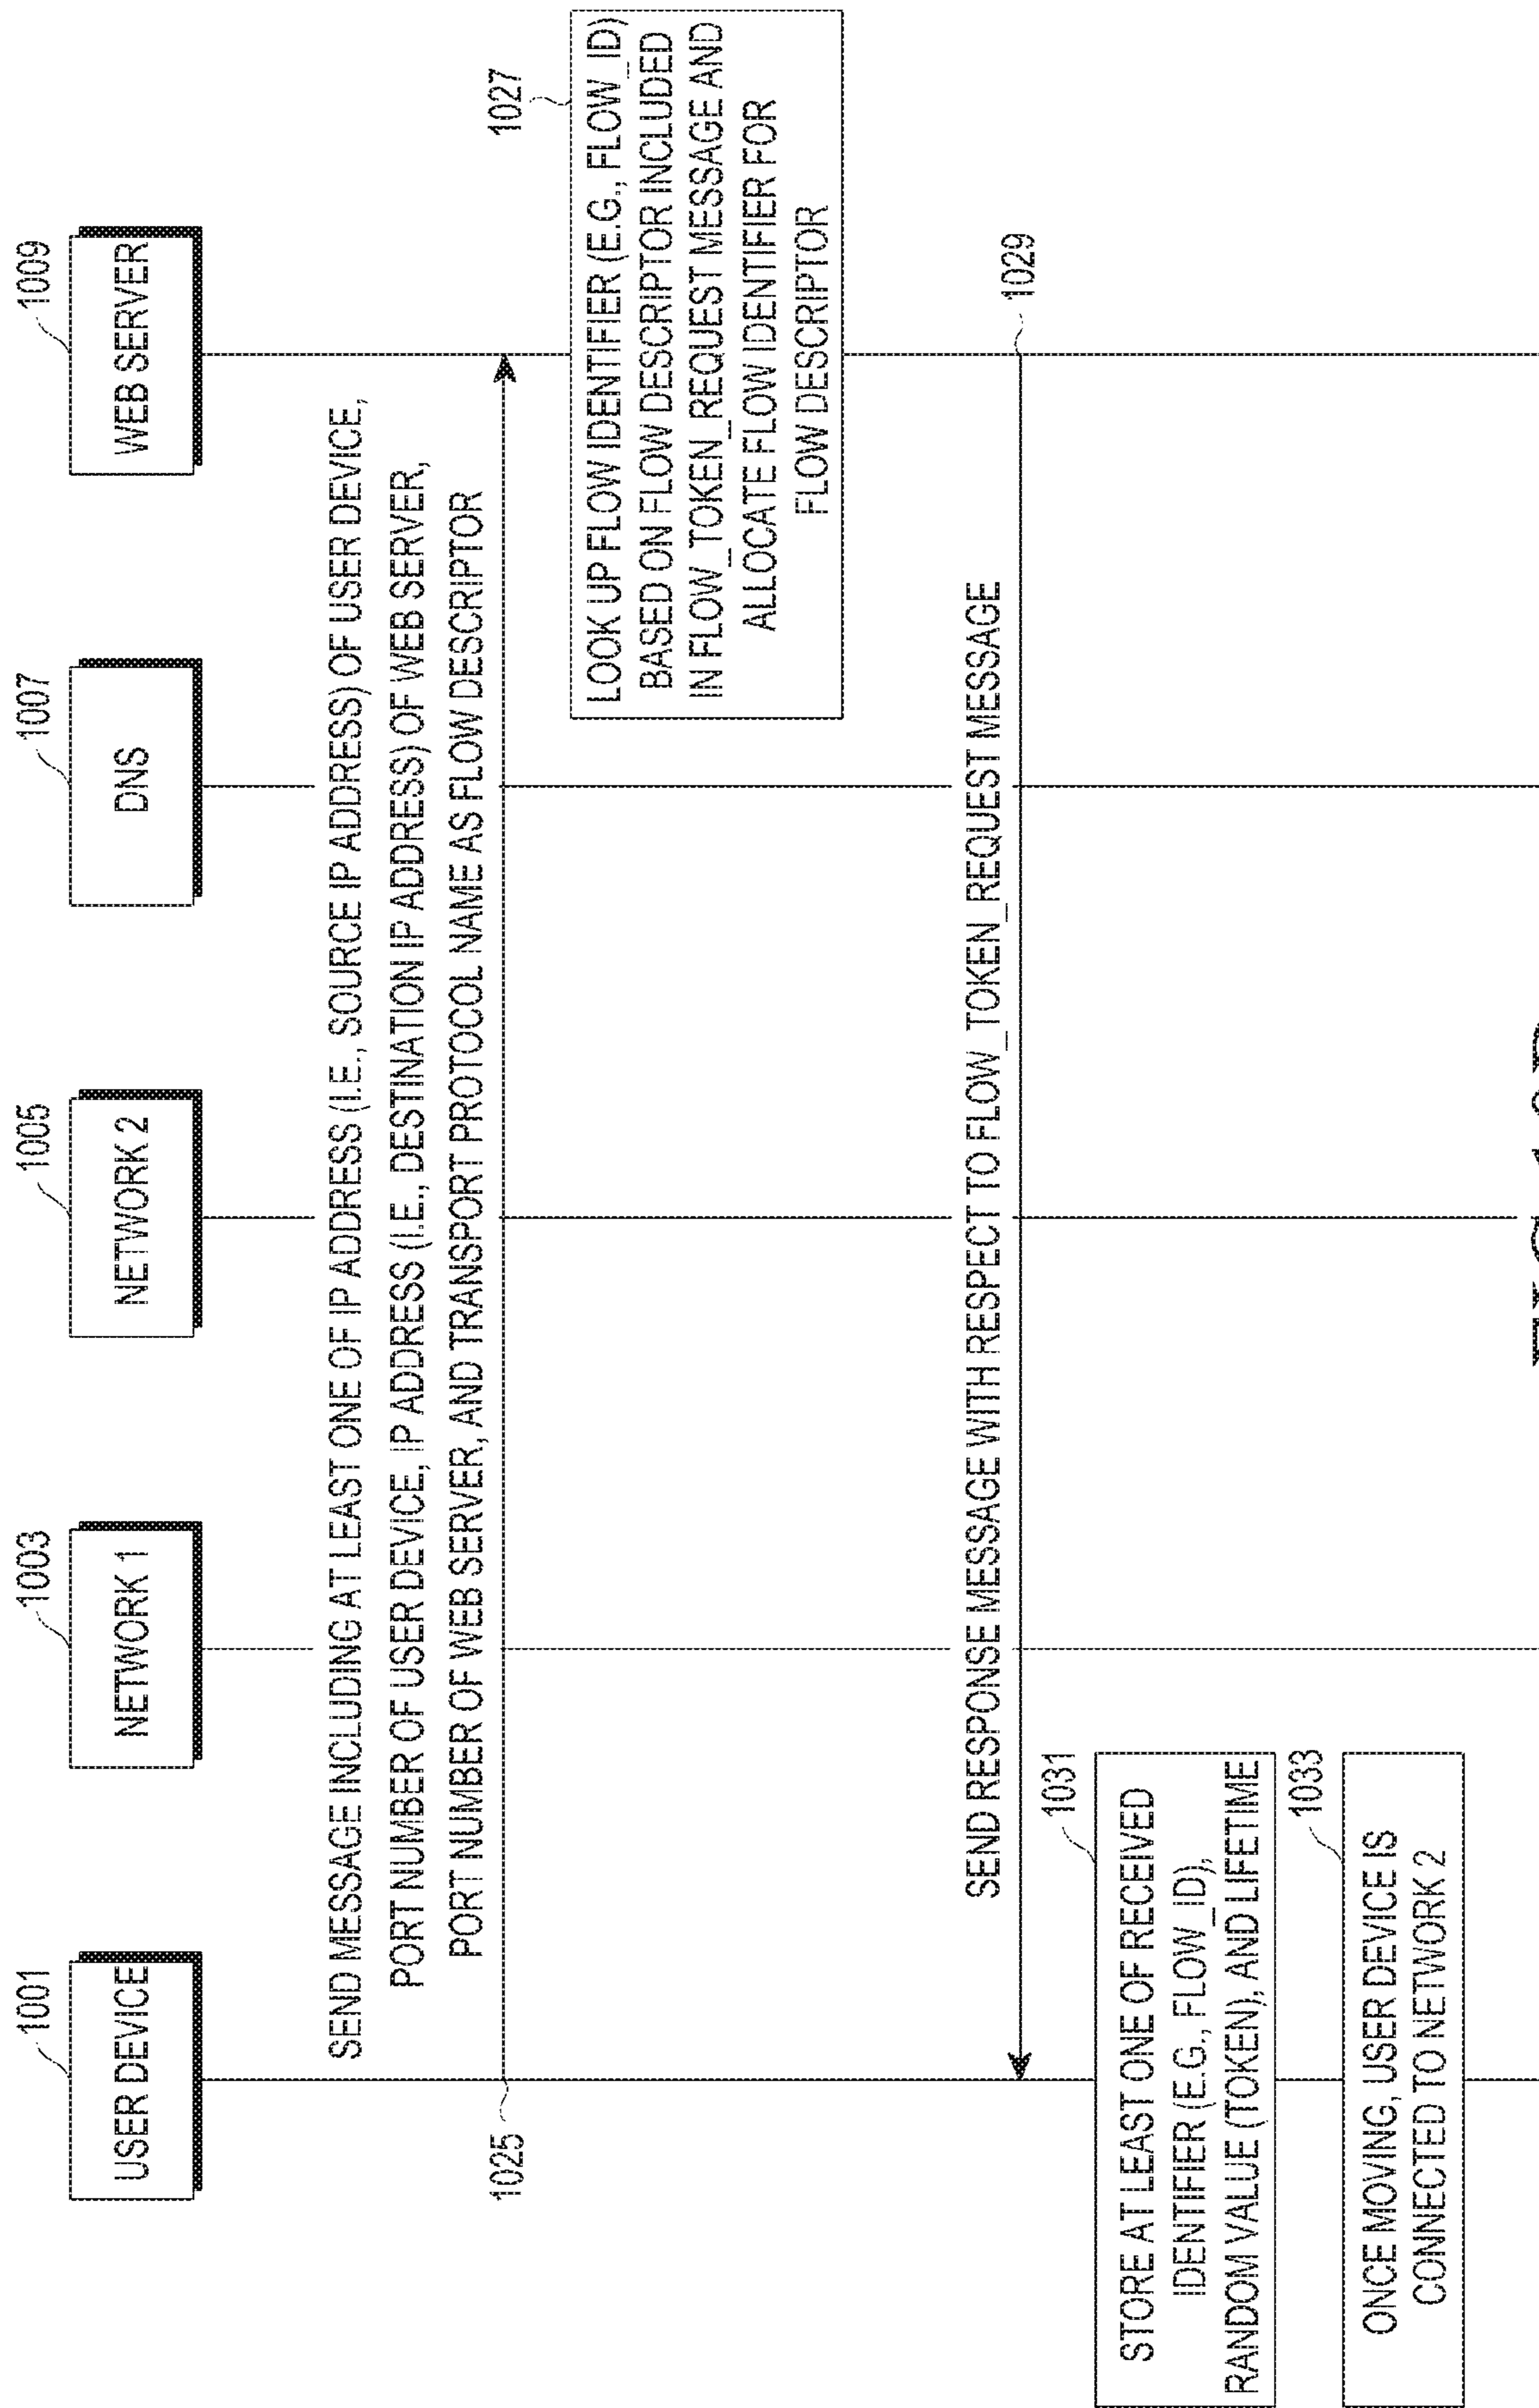 1001
USER DEVICE
1003
NETWORK 1
1005
NETWORK 2
1007
DNS
1009
WEB SERVER
SEND MESSAGE INCLUDING AT LEAST ONE OF IP ADDRESS (I.E., SOURCE IP ADDRESS) OF USER DEVICE,
PORT NUMBER OF USER DEVICE, IP ADDRESS (I.E., DESTINATION IP ADDRESS) OF WEB SERVER,
PORT NUMBER OF WEB SERVER, AND TRANSPORT PROTOCOL NAME AS FLOW DESCRIPTOR
1025
1027
LOOK UP FLOW IDENTIFIER (E.G., FLOW_ID)
BASED ON FLOW DESCRIPTOR INCLUDED
IN FLOW_TOKEN_REQUEST MESSAGE AND
ALLOCATE FLOW IDENTIFIER FOR
FLOW DESCRIPTOR
SEND RESPONSE MESSAGE WITH RESPECT TO FLOW_TOKEN_REQUEST MESSAGE
1029
1031
STORE AT LEAST ONE OF RECEIVED
IDENTIFIER (E.G., FLOW_ID),
RANDOM VALUE (TOKEN), AND LIFETIME
1033
ONCE MOVING, USER DEVICE IS
CONNECTED TO NETWORK 2